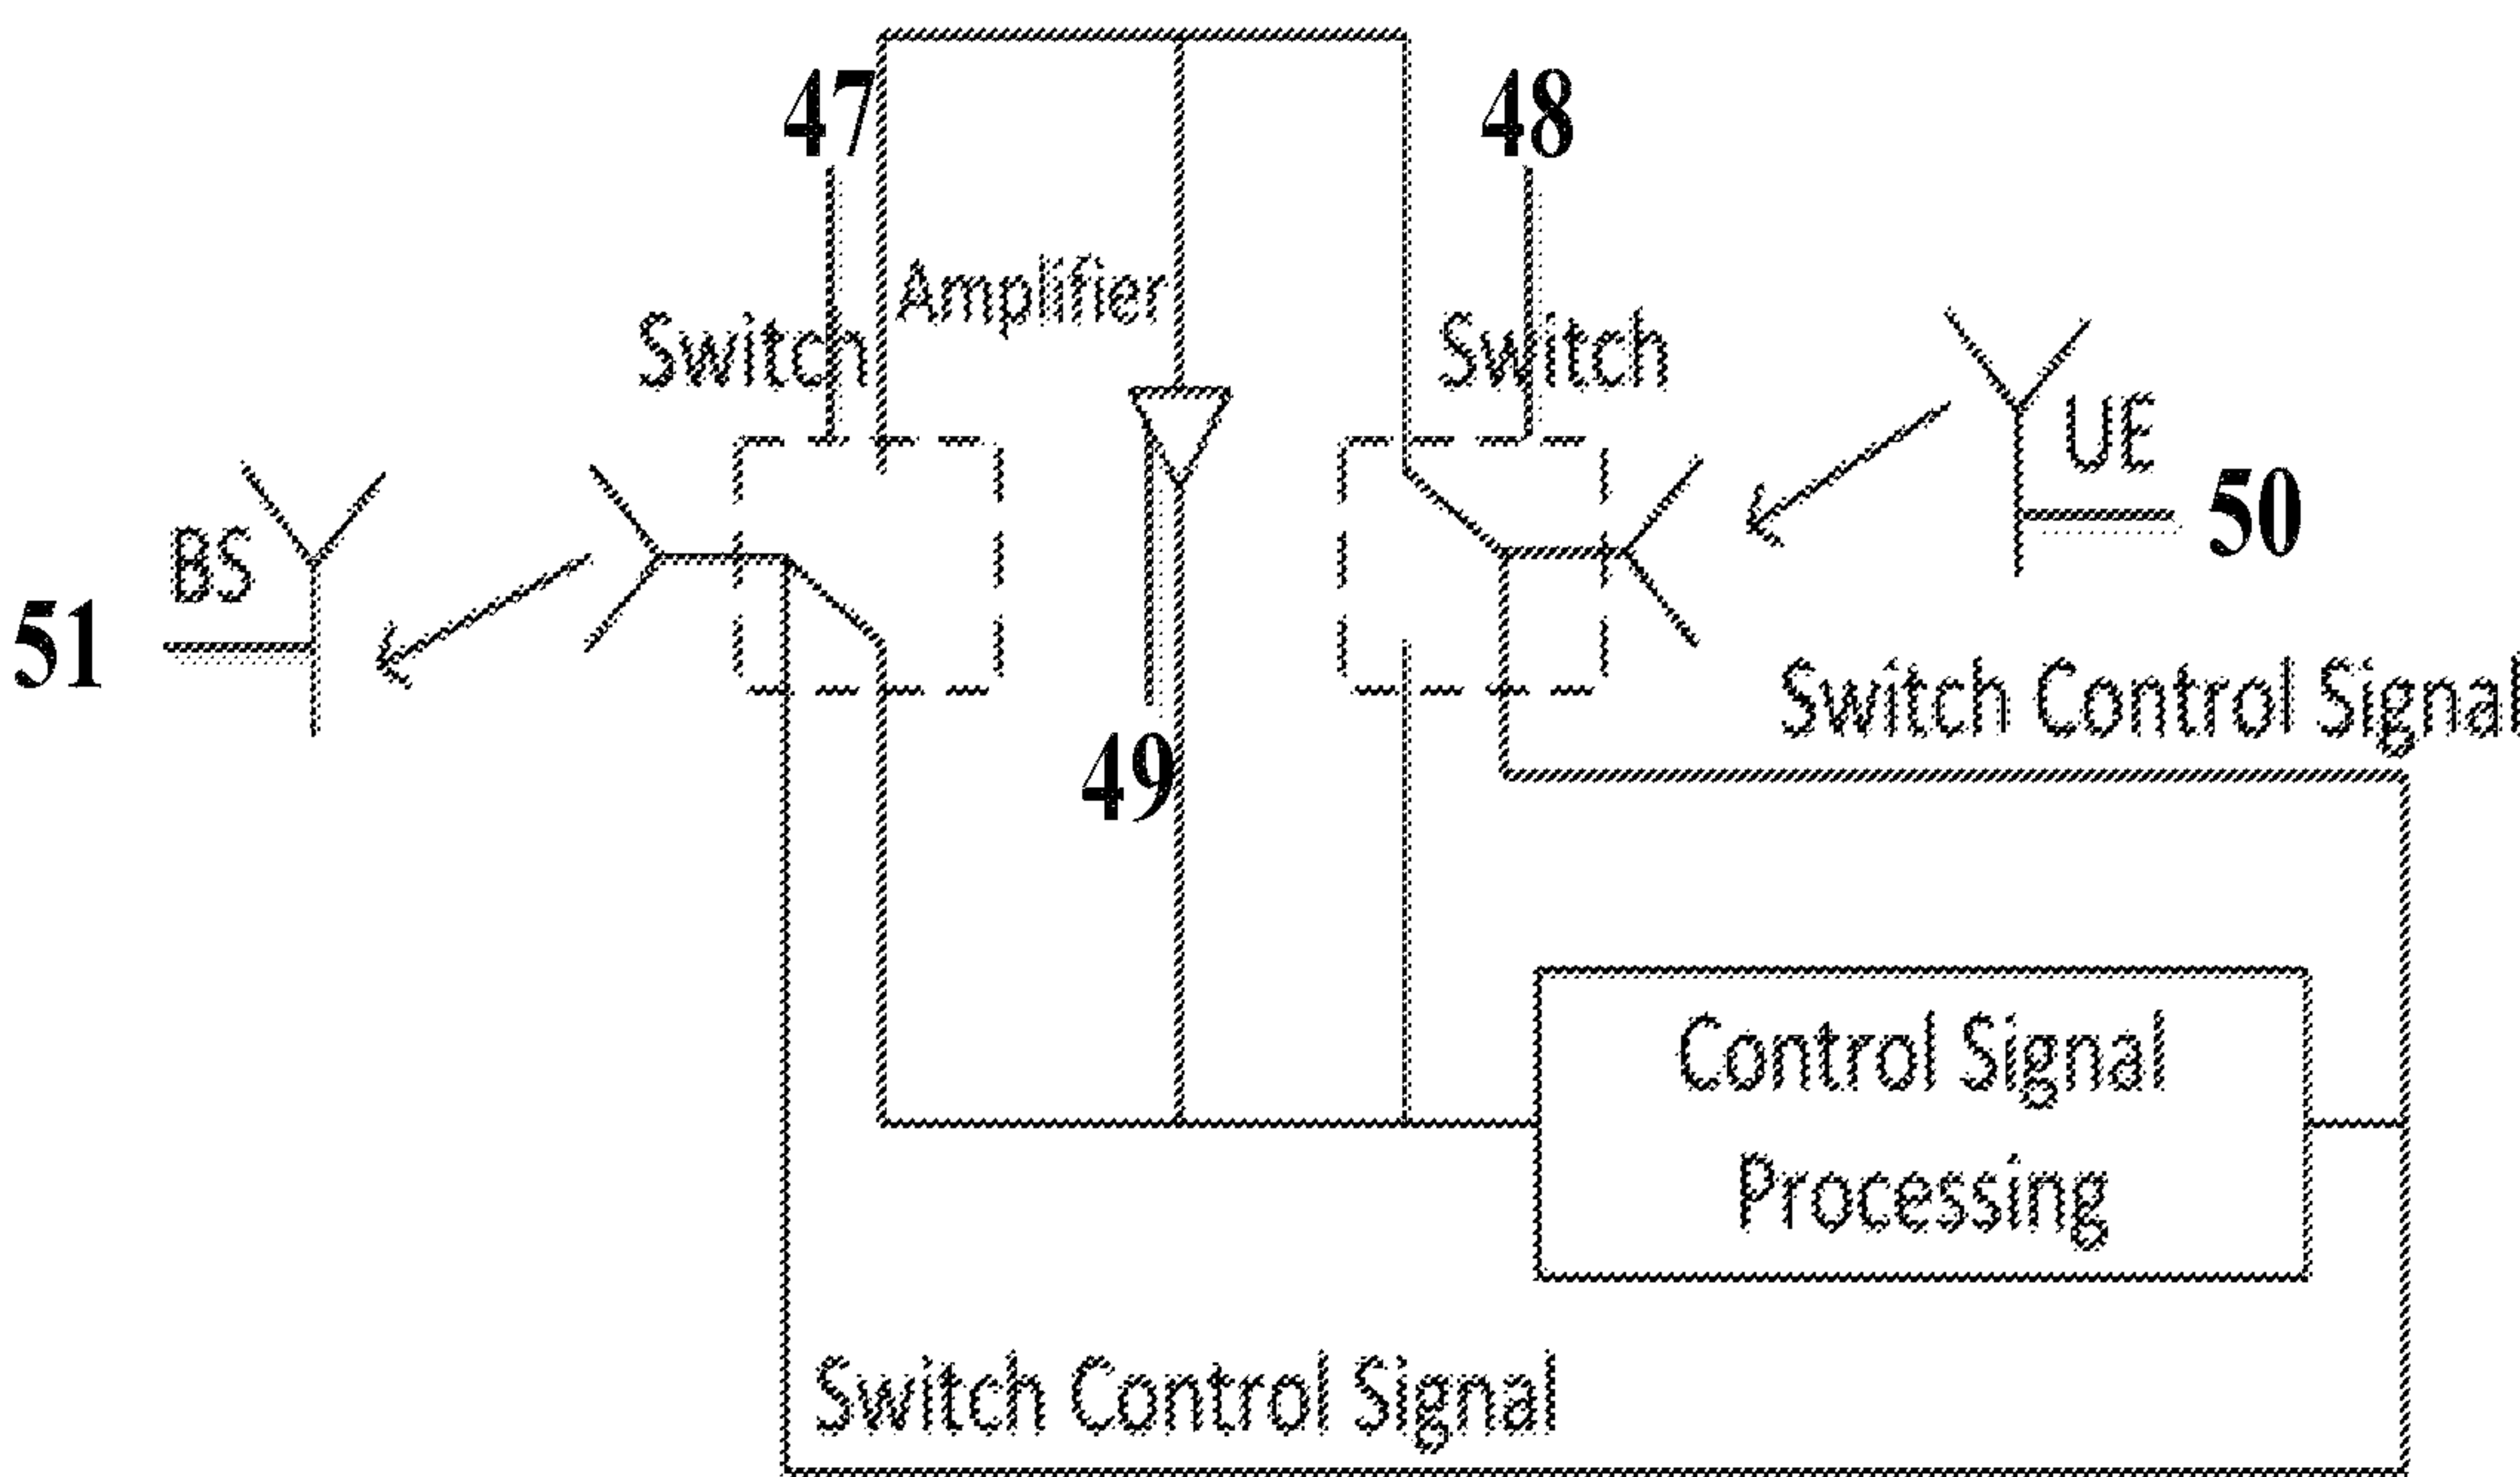 47
48
Amplifier
Switch
Switch
UE
50
BS
51
Switch Control Signal
49
Control Signal
Processing
Switch Control Signal